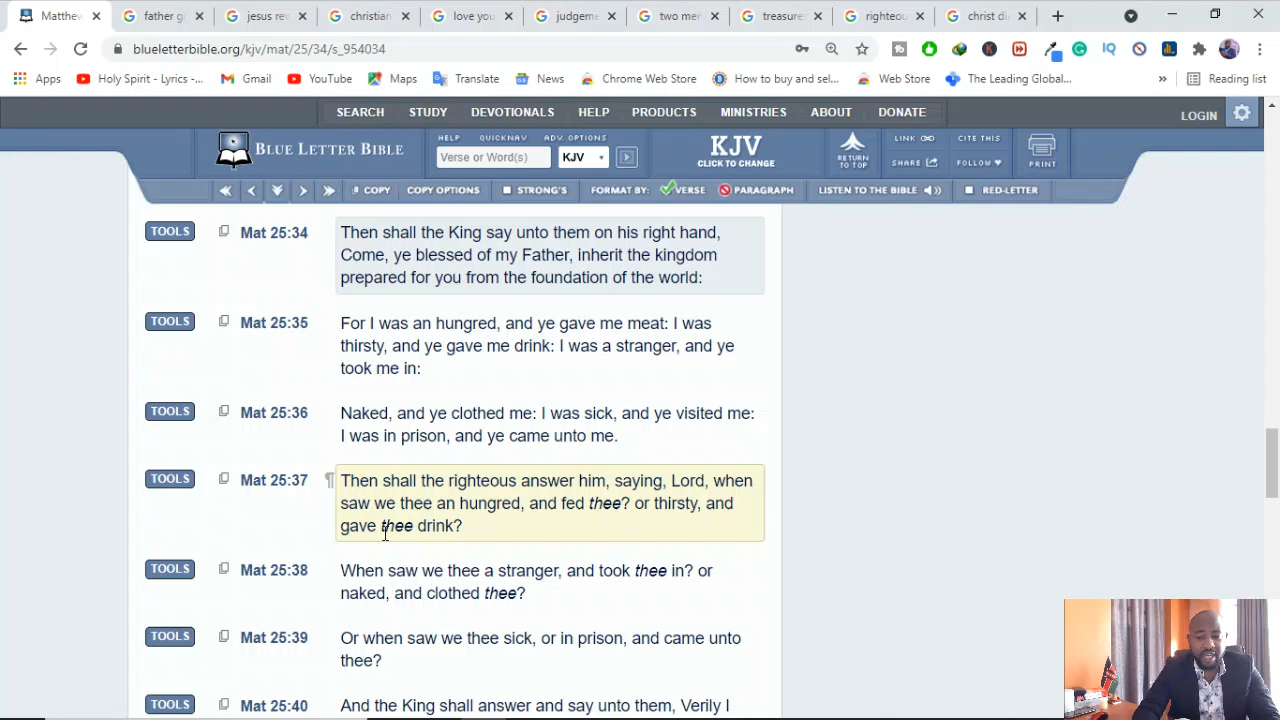 Matthew
father g
jesus rev
christian
love you
judgeme
two mer
treasure
righteou
christ di
blueletterbible.org/kjv/mat/25/34/s_954034
Apps
Holy Spirit - Lyrics -...
Gmail
YouTube
Maps
Translate
News
Chrome Web Store
How to buy and sel...
Web Store
The Leading Global...
»
Reading list
SEARCH
STUDY
DEVOTIONALS
HELP
PRODUCTS
MINISTRIES
ABOUT
DONATE
LOGIN
BLUE LETTER BIBLE
HELP
QUICKNAV
ADV. OPTIONS
Verse or Word(s)
KJV
KJV
CLICK TO CHANGE
RETURN
TO TOP
LINK
CITE THIS
SHARE
FOLLOW
PRINT
COPY
COPY OPTIONS
STRONG'S
FORMAT BY:
VERSE
PARAGRAPH
LISTEN TO THE BIBLE
RED-LETTER
TOOLS
Mat 25:34
Then shall the King say unto them on his right hand,
Come, ye blessed of my Father, inherit the kingdom
prepared for you from the foundation of the world:
TOOLS
Mat 25:35
For I was an hungred, and ye gave me meat: I was
thirsty, and ye gave me drink: I was a stranger, and ye
took me in:
TOOLS
Mat 25:36
Naked, and ye clothed me: I was sick, and ye visited me:
I was in prison, and ye came unto me.
TOOLS
Mat 25:37
¶ Then shall the righteous answer him, saying, Lord, when
saw we thee an hungred, and fed thee? or thirsty, and
gave thee drink?
TOOLS
Mat 25:38
When saw we thee a stranger, and took thee in? or
naked, and clothed thee?
TOOLS
Mat 25:39
Or when saw we thee sick, or in prison, and came unto
thee?
TOOLS
Mat 25:40
And the King shall answer and say unto them, Verily I